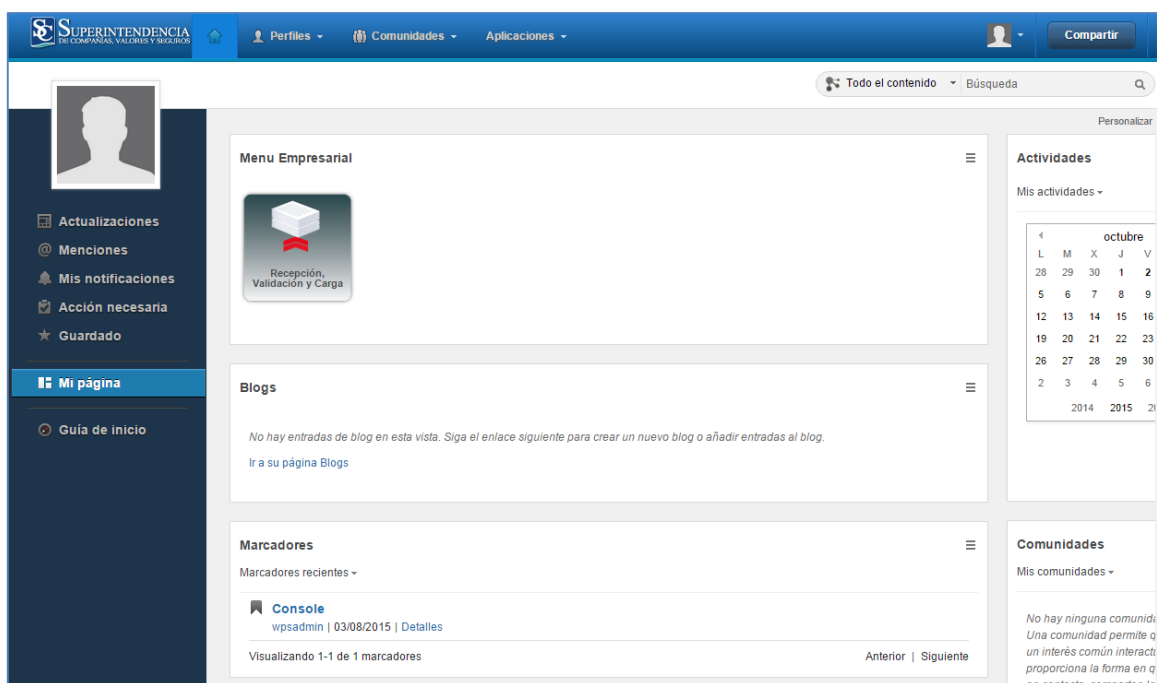 SUPERINTENDENCIA
DE COMPAÑÍAS, VALORES Y SEGUROS
Perfiles
Comunidades
Aplicaciones
Compartir
Todo el contenido
Búsqueda
Personalizar
Actualizaciones
Menciones
Mis notificaciones
Acción necesaria
Guardado
Mi página
Guía de inicio
Menu Empresarial
Recepción,
Validación y Carga
Blogs
No hay entradas de blog en esta vista. Siga el enlace siguiente para crear un nuevo blog o añadir entradas al blog.
Ir a su página Blogs
Marcadores
Marcadores recientes
Console
wpsadmin | 03/08/2015 | Detalles
Visualizando 1-1 de 1 marcadores
Anterior | Siguiente
Actividades
Mis actividades
octubre
L M X J V
28 29 30 1 2
5 6 7 8 9
12 13 14 15 16
19 20 21 22 23
26 27 28 29 30
2 3 4 5 6
2014 2015
Comunidades
Mis comunidades
No hay ninguna
Una comunidad permite
un interés común
proporciona la forma en